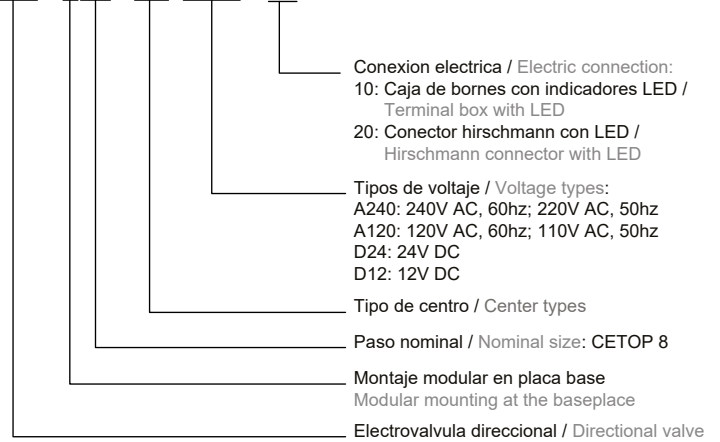 Conexion electrica / Electric connection:
10: Caja de bornes con indicadores LED /
Terminal box with LED
20: Conector hirschmann con LED /
Hirschmann connector with LED
Tipos de voltaje / Voltage types:
A240: 240V AC, 60hz; 220V AC, 50hz
A120: 120V AC, 60hz; 110V AC, 50hz
D24: 24V DC
D12: 12V DC
Tipo de centro / Center types
Paso nominal / Nominal size: CETOP 8
Montaje modular en placa base
Modular mounting at the baseplace
Electrovalvula direccional / Directional valve